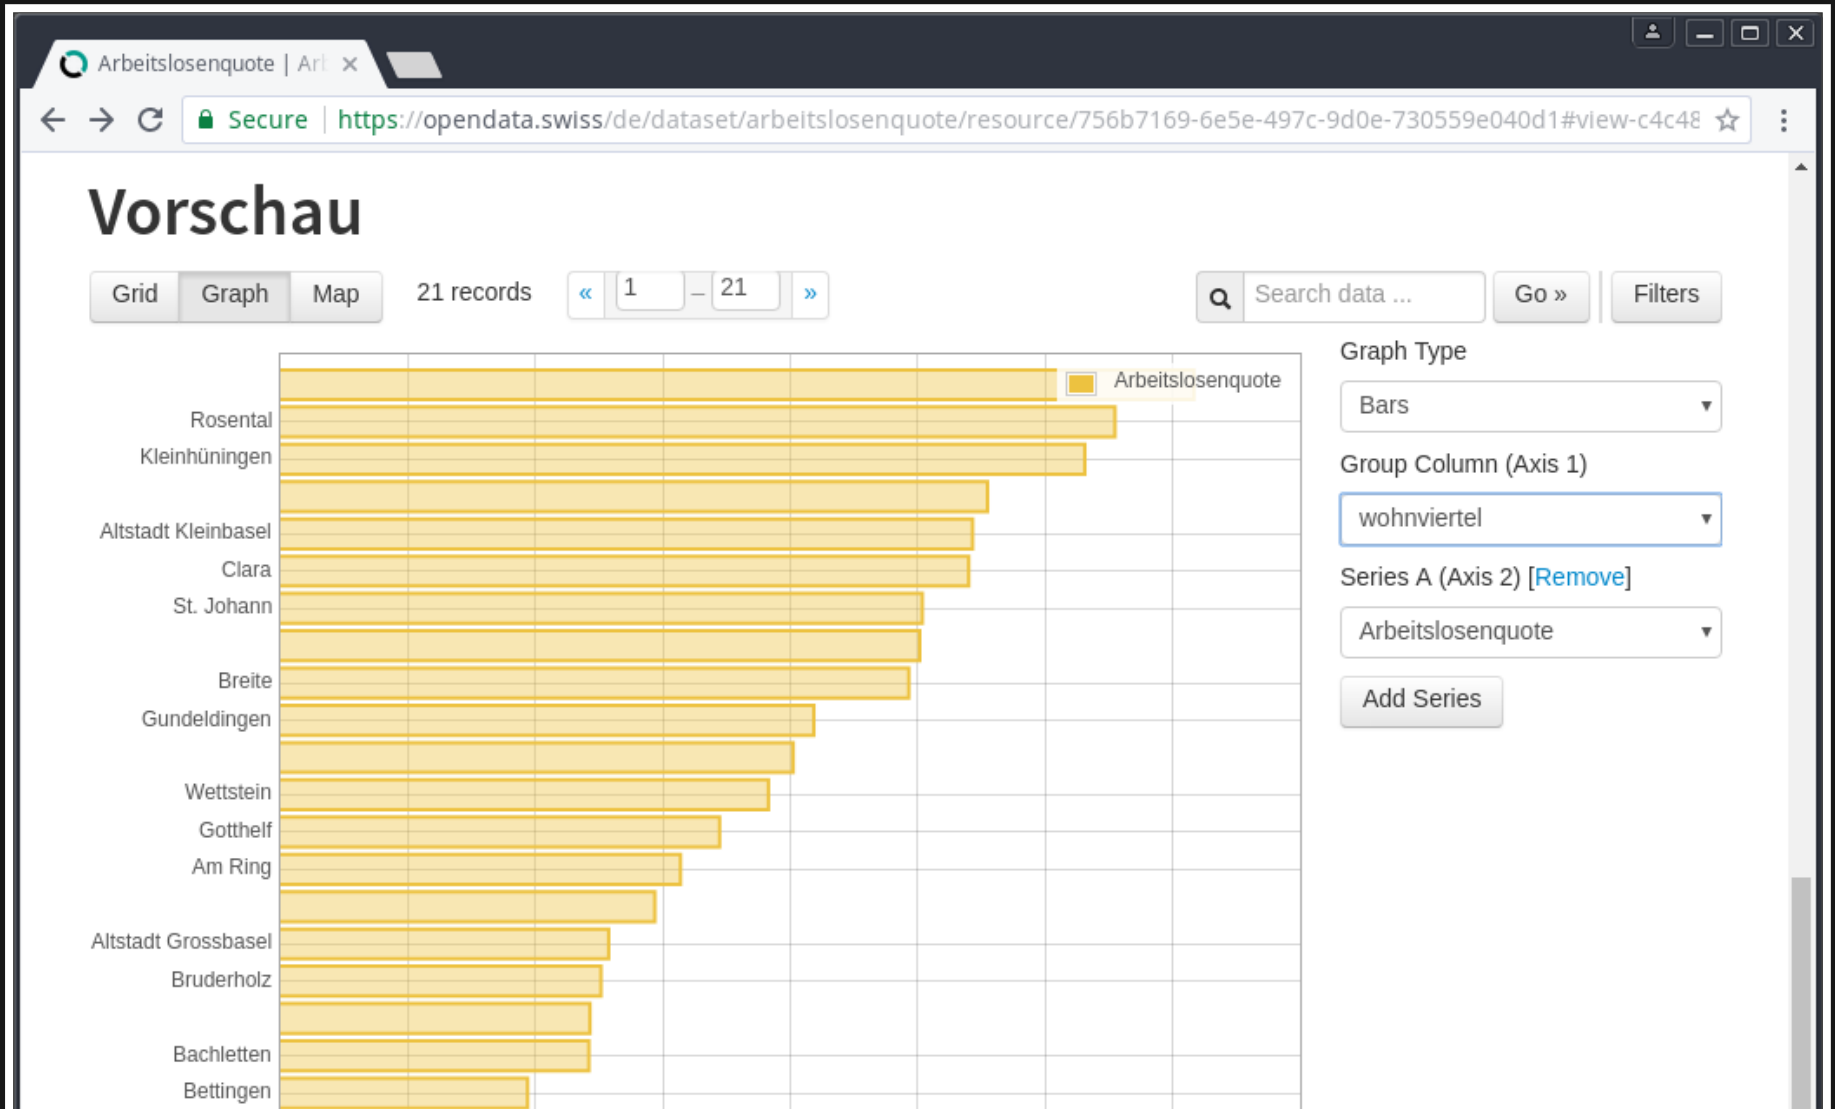 Arbeitslosenquote | Arb
Secure https://opendata.swiss/de/dataset/arbeitslosenquote/resource/756b7169-6e5e-497c-9d0e-730559e040d1#view-c4c48
Vorschau
Grid Graph Map 21 records « 1 – 21 » Search data ... Go » Filters
Graph Type
Bars
Group Column (Axis 1)
wohnviertel
Series A (Axis 2) [Remove]
Arbeitslosenquote
Add Series
Arbeitslosenquote
Rosental
Kleinhüningen
Altstadt Kleinbasel
Clara
St. Johann
Breite
Gundeldingen
Wettstein
Gotthelf
Am Ring
Altstadt Grossbasel
Bruderholz
Bachletten
Bettingen